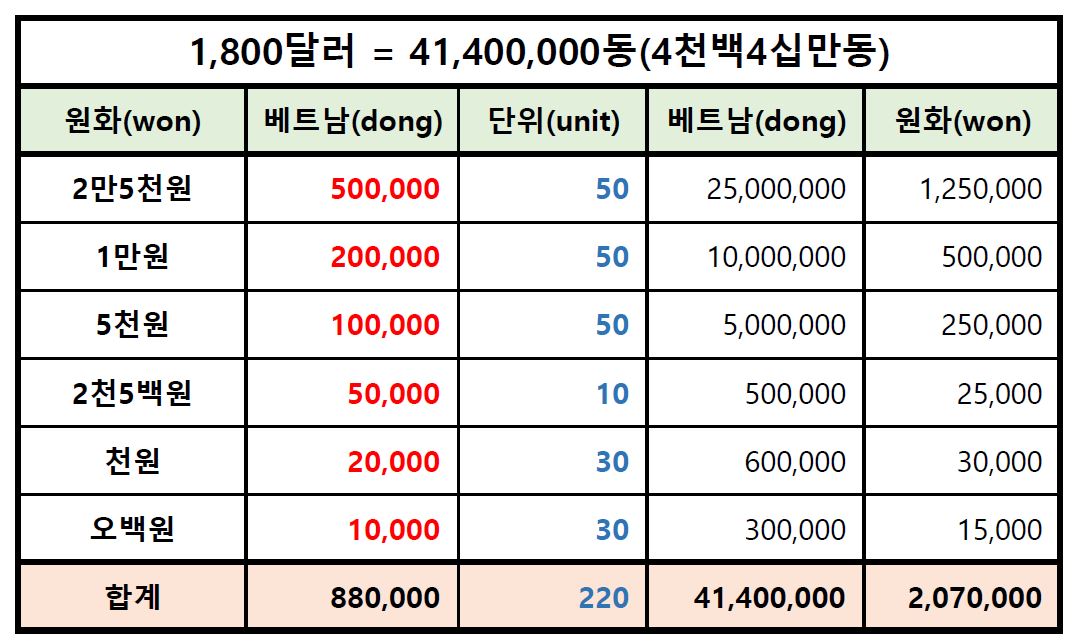 1,800달러 = 41,400,000동(4천백4십만동)
원화(won) 베트남(dong) 단위(unit) 베트남(dong) 원화(won)
2만5천원 500,000 50 25,000,000 1,250,000
1만원 200,000 50 10,000,000 500,000
5천원 100,000 50 5,000,000 250,000
2천5백원 50,000 10 500,000 25,000
천원 20,000 30 600,000 30,000
오백원 10,000 30 300,000 15,000
합계 880,000 220 41,400,000 2,070,000